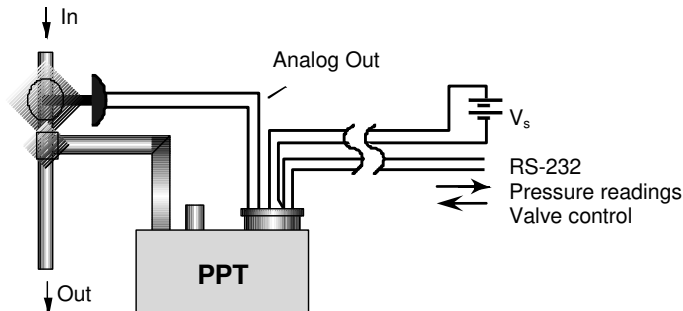 In
Analog Out
Vs
RS-232
Pressure readings
Valve control
PPT
Out